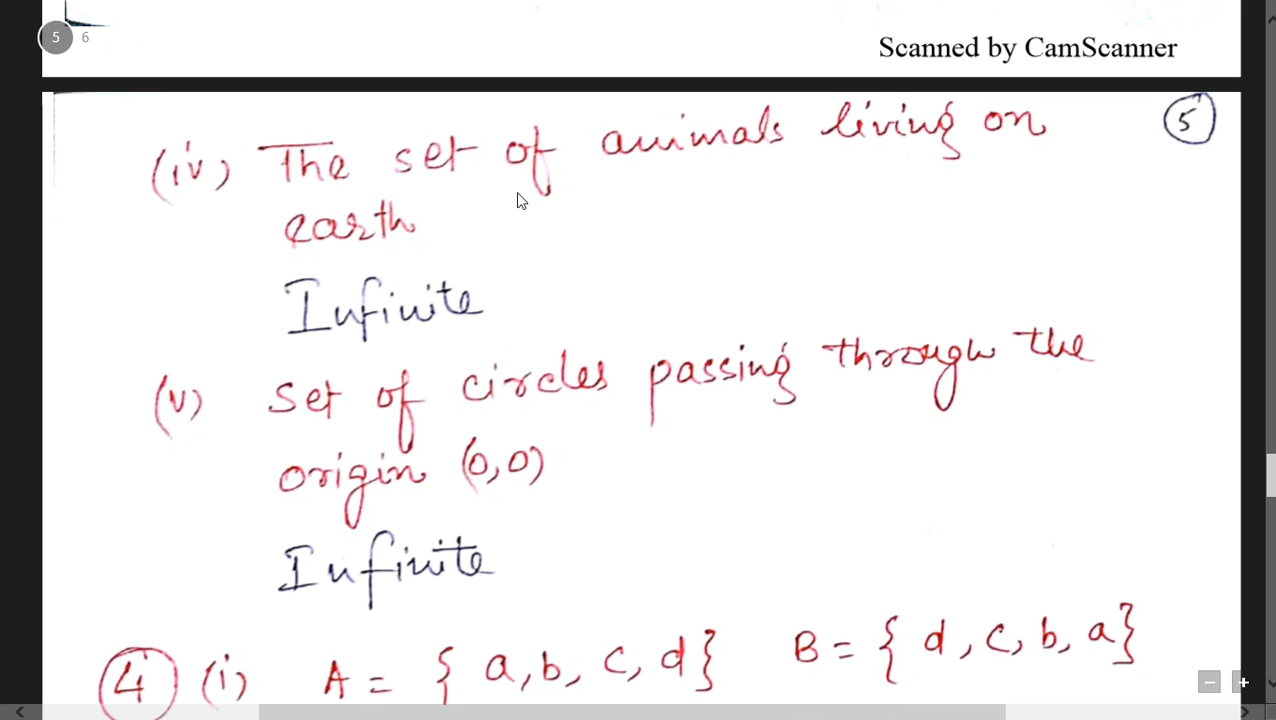 5 6
Scanned by CamScanner
5
(iv) The set of animals living on
earth
Infinite
(v) Set of circles passing through the
origin (0,0)
Infinite
4 (i) A = { a, b, c, d} B = { d, c, b, a}